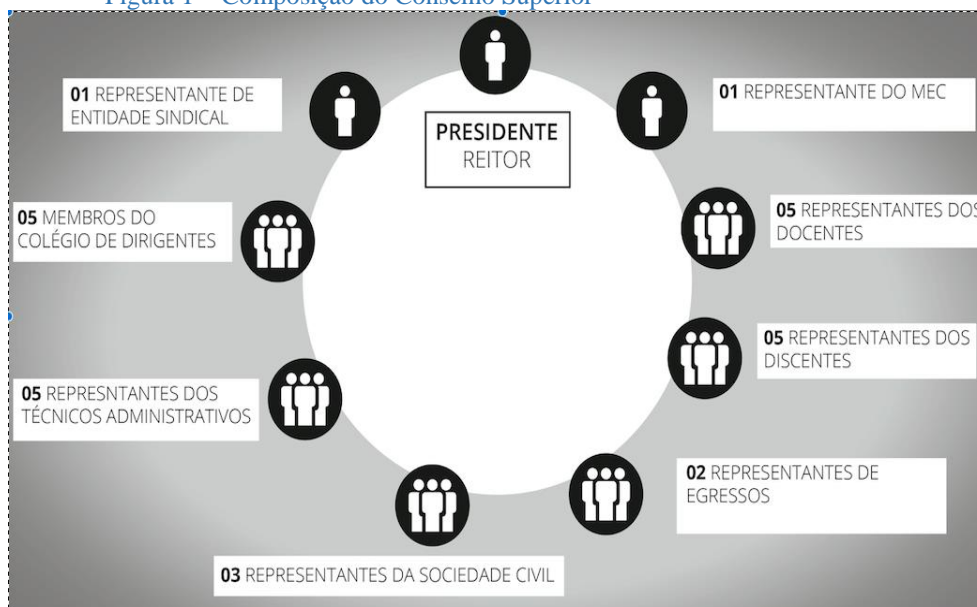 Figura 1 – Composição do Conselho Superior
PRESIDENTE
REITOR
01 REPRESENTANTE DO MEC
05 REPRESENTANTES DOS
DOCENTES
05 REPRESENTANTES DOS
DISCENTES
02 REPRESENTANTES DE
EGRESSOS
03 REPRESENTANTES DA SOCIEDADE CIVIL
05 REPRESNTANTES DOS
TÉCNICOS ADMINISTRATIVOS
05 MEMBROS DO
COLÉGIO DE DIRIGENTES
01 REPRESENTANTE DE
ENTIDADE SINDICAL